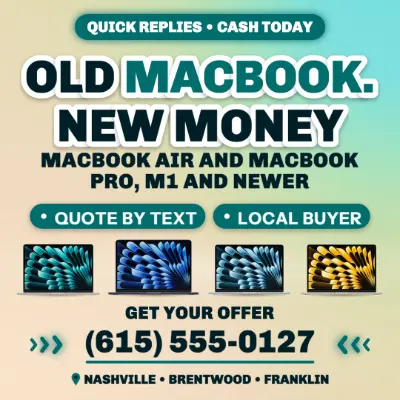 QUICK REPLIES • CASH TODAY
OLD MACBOOK.
NEW MONEY
MACBOOK AIR AND MACBOOK
PRO, M1 AND NEWER
• QUOTE BY TEXT
• LOCAL BUYER
GET YOUR OFFER
(615) 555-0127
NASHVILLE • BRENTWOOD • FRANKLIN